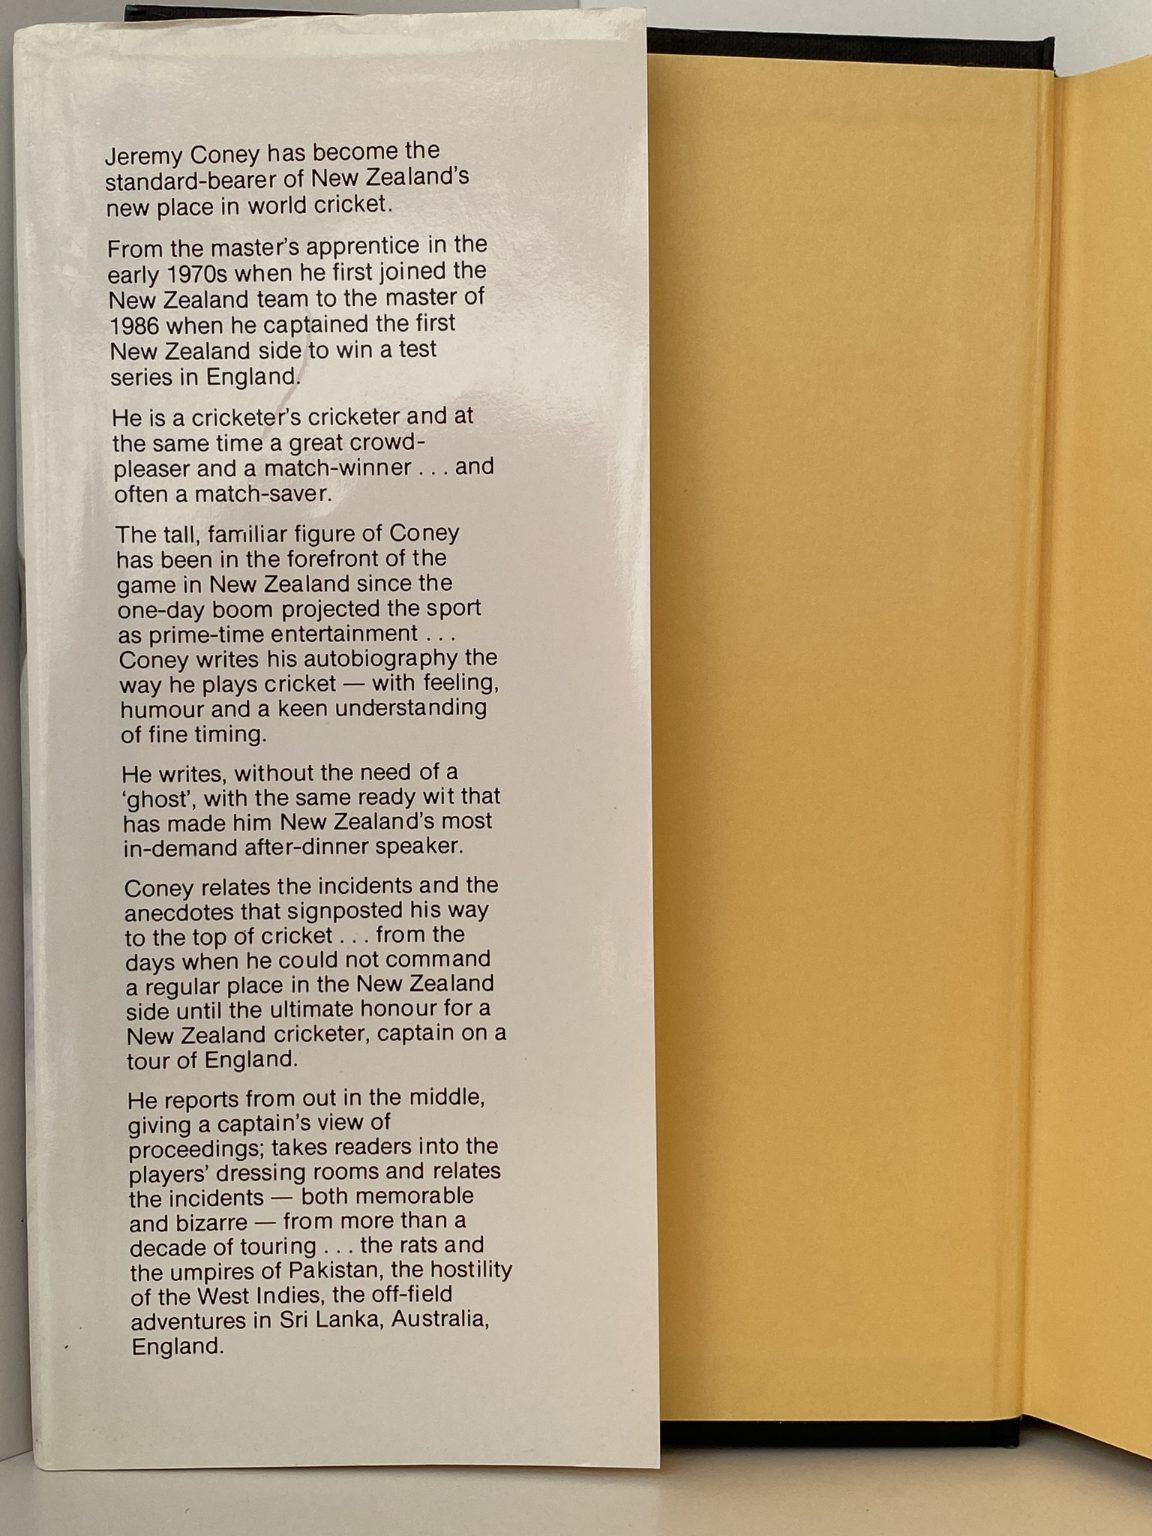 Jeremy Coney has become the
standard-bearer of New Zealand's
new place in world cricket.
From the master's apprentice in the
early 1970s when he first joined the
New Zealand team to the master of
1986 when he captained the first
New Zealand side to win a test
series in England.
He is a cricketer's cricketer and at
the same time a great crowd-
pleaser and a match-winner . . . and
often a match-saver.
The tall, familiar figure of Coney
has been in the forefront of the
game in New Zealand since the
one-day boom projected the sport
as prime-time entertainment . . .
Coney writes his autobiography the
way he plays cricket — with feeling,
humour and a keen understanding
of fine timing.
He writes, without the need of a
‘ghost’, with the same ready wit that
has made him New Zealand's most
in-demand after-dinner speaker.
Coney relates the incidents and the
anecdotes that signposted his way
to the top of cricket . . . from the
days when he could not command
a regular place in the New Zealand
side until the ultimate honour for a
New Zealand cricketer, captain on a
tour of England.
He reports from out in the middle,
giving a captain's view of
proceedings; takes readers into the
players' dressing rooms and relates
the incidents — both memorable
and bizarre — from more than a
decade of touring . . . the rats and
the umpires of Pakistan, the hostility
of the West Indies, the off-field
adventures in Sri Lanka, Australia,
England.